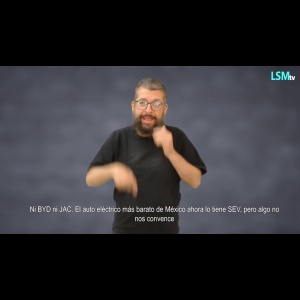 LSMtv
Ni BYD ni JAC. El auto eléctrico más barato de México ahora lo tiene SEV, pero algo no
nos convence